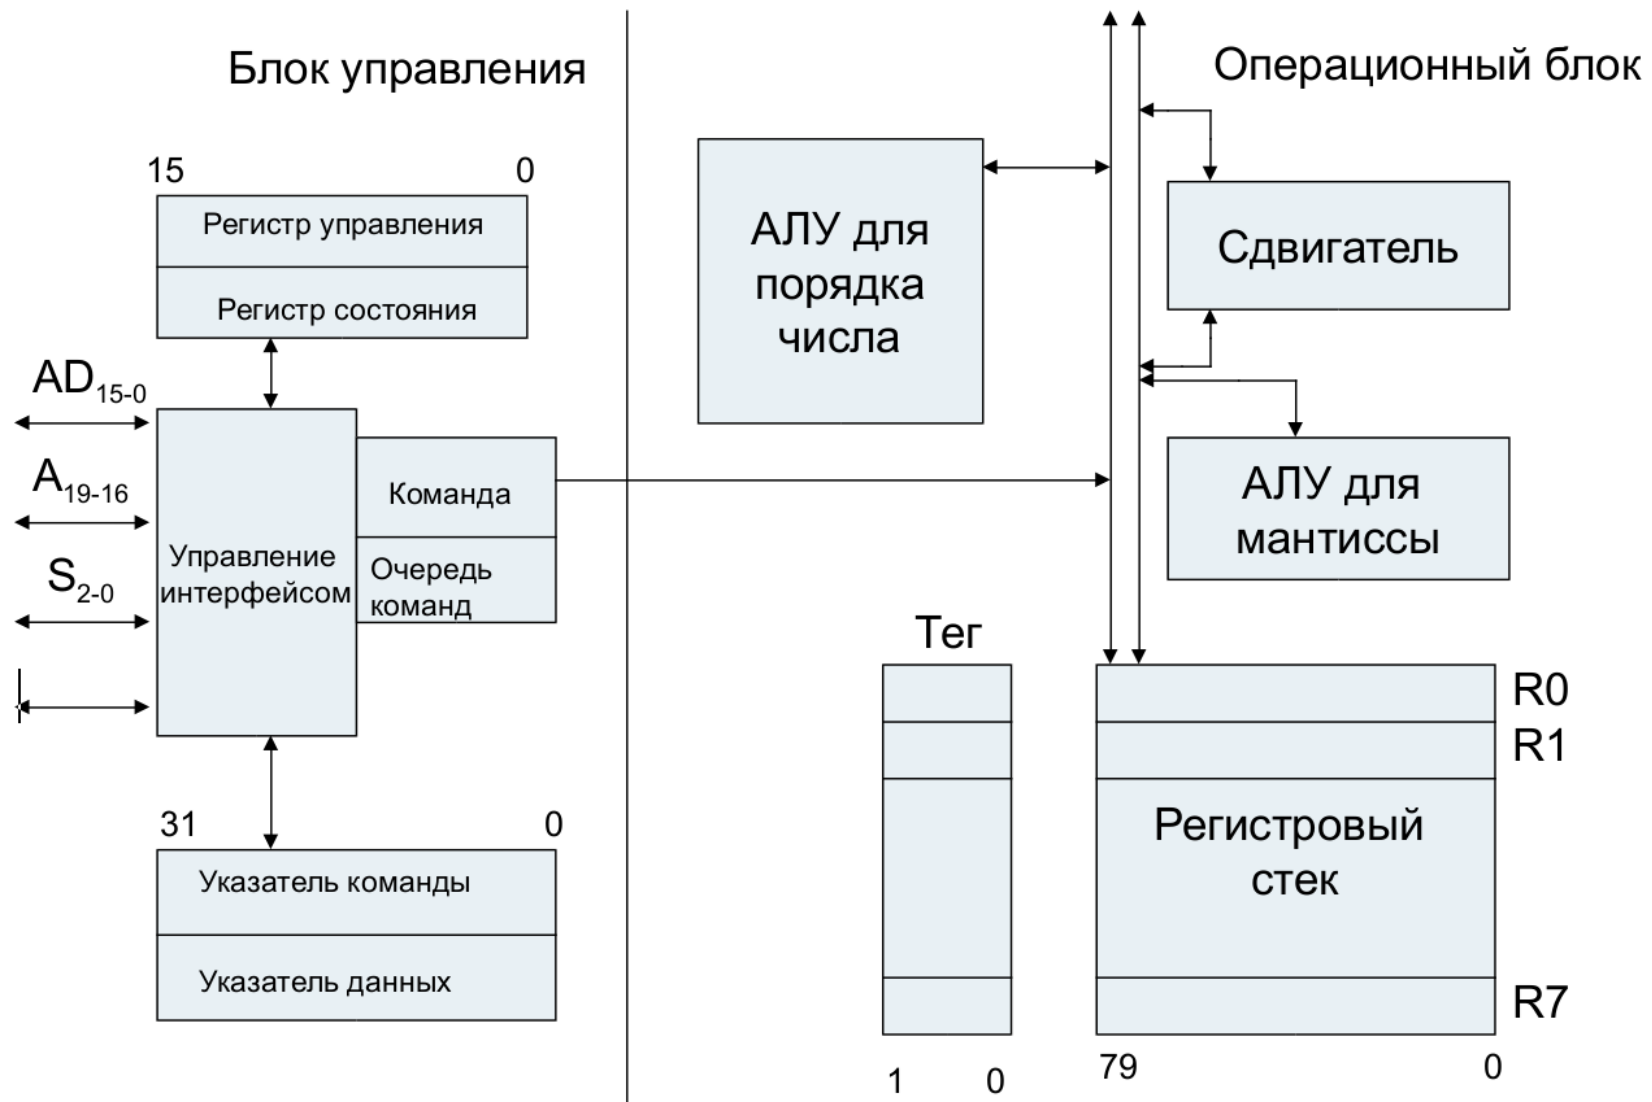 Блок управления
Операционный блок
15
0
Регистр управления
Регистр состояния
AD15-0
A19-16
S2-0
Управление
интерфейсом
Команда
Очередь
команд
31
0
Указатель команды
Указатель данных
АЛУ для
порядка
числа
Сдвигатель
АЛУ для
мантиссы
Тег
R0
R1
Регистровый
стек
R7
1
0
79
0